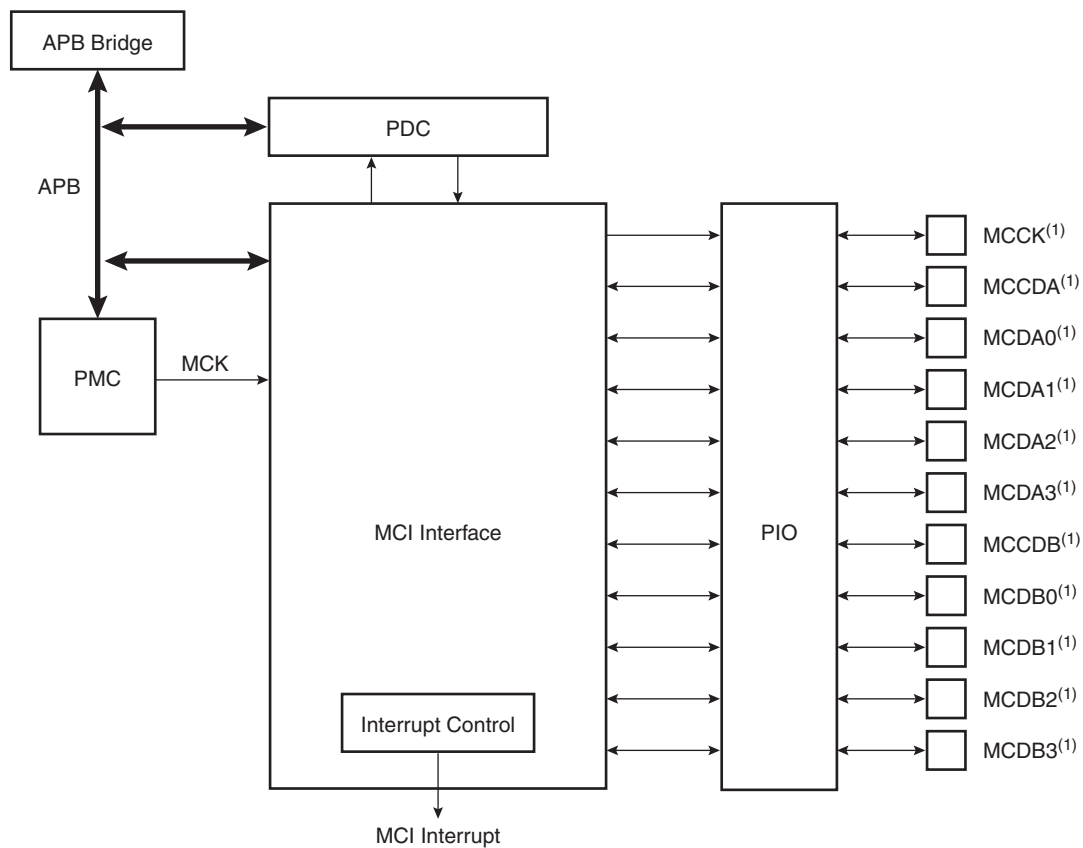 APB Bridge
PDC
APB
MCCK(1)
MCCDA(1)
MCDA0(1)
PMC
MCK
MCDA1(1)
MCDA2(1)
MCDA3(1)
MCI Interface
PIO
MCCDB(1)
MCDB0(1)
MCDB1(1)
MCDB2(1)
Interrupt Control
MCDB3(1)
MCI Interrupt